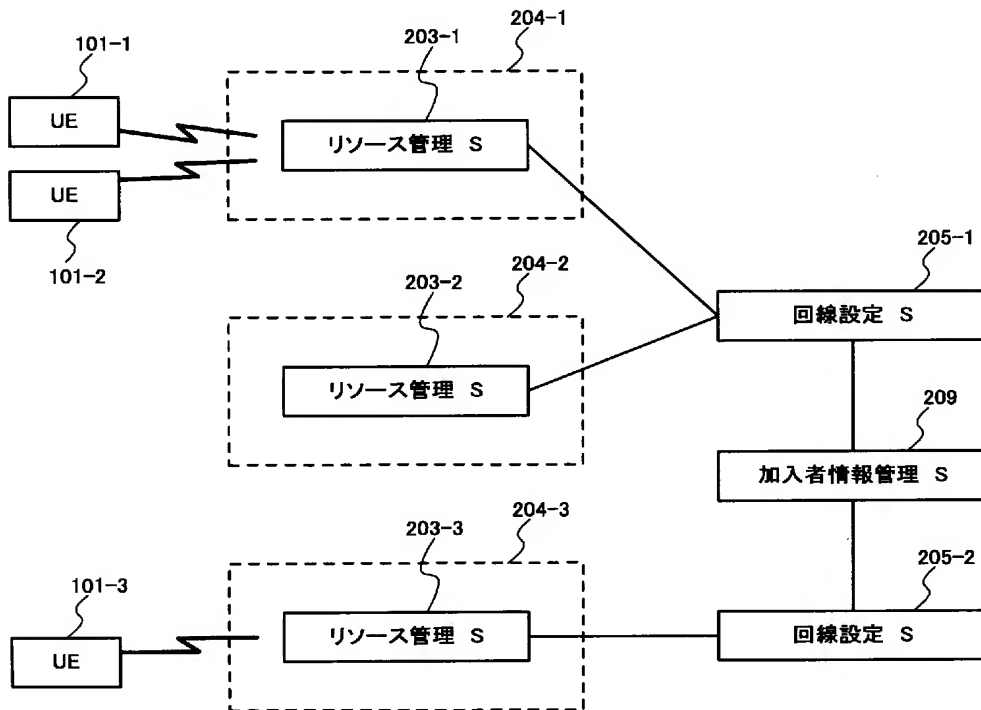 204-1
203-1
101-1
UE
リソース管理 S
UE
101-2
204-2
203-2
205-1
回線設定 S
リソース管理 S
209
加入者情報管理 S
204-3
203-3
205-2
101-3
リソース管理 S
回線設定 S
UE